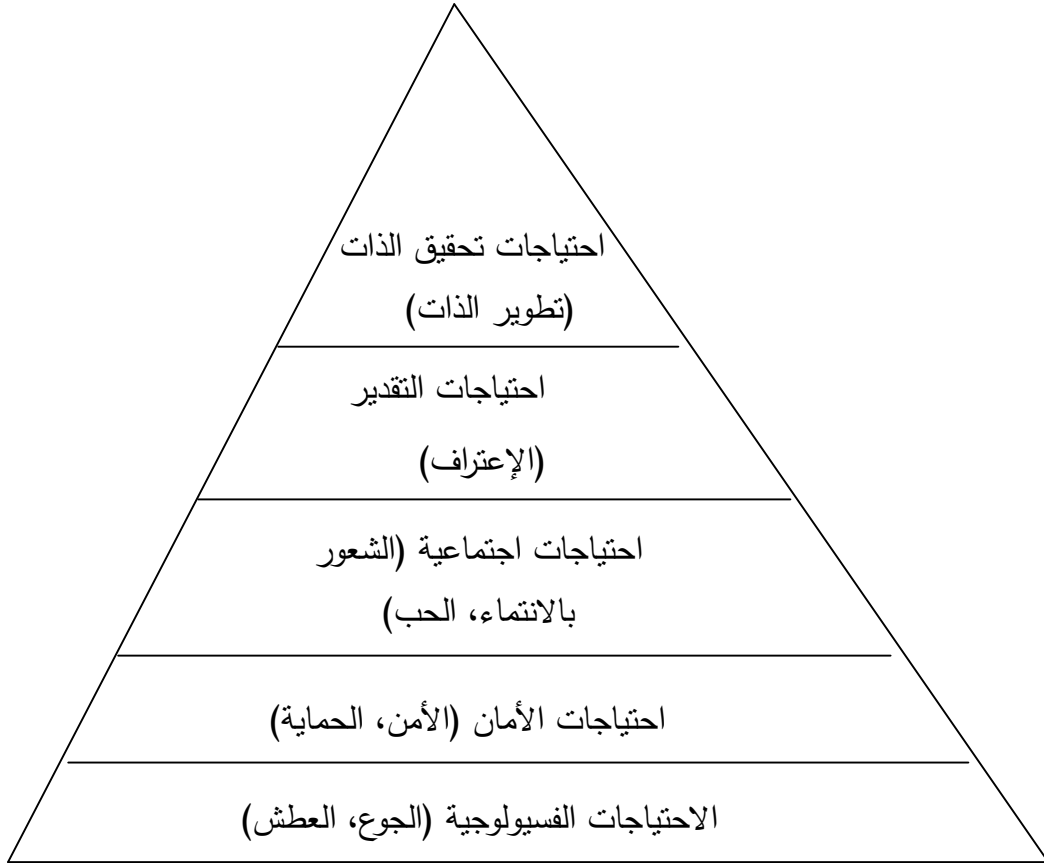 احتياجات تحقيق الذات
(تطوير الذات)
احتياجات التقدير
(الإعتراف)
احتياجات اجتماعية (الشعور
بالانتماء، الحب)
احتياجات الأمان (الأمن، الحماية)
الاحتياجات الفسيولوجية (الجوع، العطش)